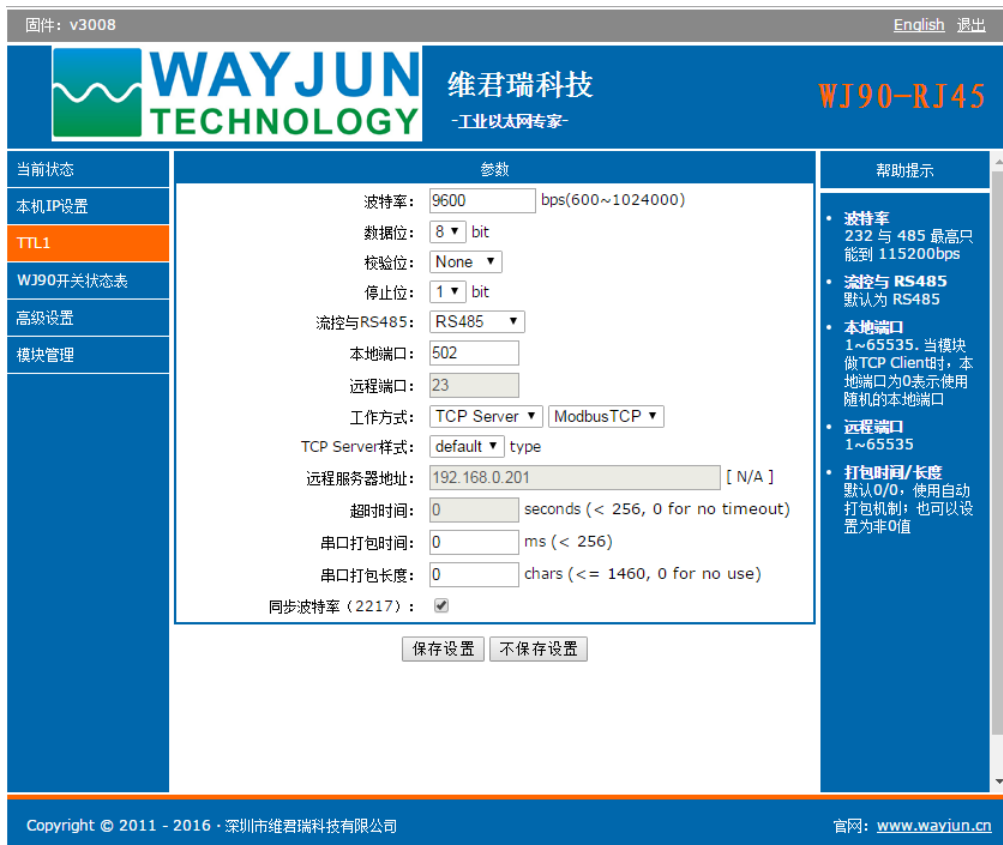 固件：v3008
English 退出
WAYJUN
TECHNOLOGY
维君瑞科技
-工业以太网专家-
WJ90-RJ45
当前状态
本机IP设置
TTL1
WJ90开关状态表
高级设置
模块管理
参数
波特率： 9600 bps(600~1024000)
数据位： 8 bit
校验位： None
停止位： 1 bit
流控与RS485： RS485
本地端口： 502
远程端口： 23
工作方式： TCP Server ModbusTCP
TCP Server样式： default type
远程服务器地址： 192.168.0.201 [ N/A ]
超时时间： 0 seconds (< 256, 0 for no timeout)
串口打包时间： 0 ms (< 256)
串口打包长度： 0 chars (<= 1460, 0 for no use)
同步波特率（2217）：
保存设置 不保存设置
帮助提示
• 波特率
232 与 485 最高只
能到 115200bps
• 流控与 RS485
默认为 RS485
• 本地端口
1~65535. 当模块
做TCP Client时，本
地端口为0表示使用
随机的本地端口
• 远程端口
1~65535
• 打包时间/长度
默认0/0，使用自动
打包机制；也可以设
置为非0值
Copyright © 2011 - 2016 · 深圳市维君瑞科技有限公司
官网：www.wayjun.cn